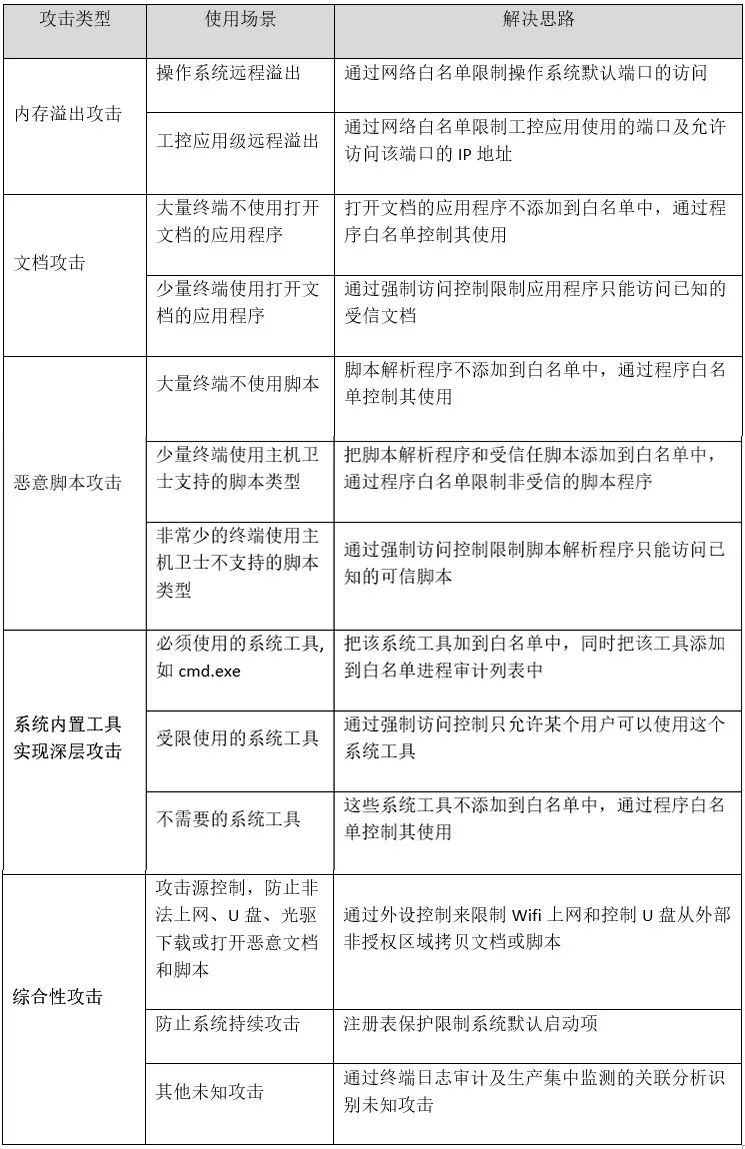 攻击类型
使用场景
解决思路
内存溢出攻击
操作系统远程溢出
通过网络白名单限制操作系统默认端口的访问
工控应用级远程溢出
通过网络白名单限制工控应用使用的端口及允许
访问该端口的 IP 地址
文档攻击
大量终端不使用打开
文档的应用程序
打开文档的应用程序不添加到白名单中，通过程
序白名单控制其使用
少量终端使用打开文
档的应用程序
通过强制访问控制限制应用程序只能访问已知的
受信文档
恶意脚本攻击
大量终端不使用脚本
脚本解析程序不添加到白名单中，通过程序白名
单控制其使用
少量终端使用主机卫
士支持的脚本类型
把脚本解析程序和受信任脚本添加到白名单中，
通过程序白名单限制非受信的脚本程序
非常少的终端使用主
机卫士不支持的脚本
类型
通过强制访问控制限制脚本解析程序只能访问已
知的可信脚本
系统内置工具
实现深层攻击
必须使用的系统工具，
如 cmd.exe
把该系统工具加到白名单中，同时把该工具添加
到白名单进程审计列表中
受限使用的系统工具
通过强制访问控制只允许某个用户可以使用这个
系统工具
不需要的系统工具
这些系统工具不添加到白名单中，通过程序白名
单控制其使用
综合性攻击
攻击源控制，防止非
法上网、U 盘、光驱
下载或打开恶意文档
和脚本
通过外设控制来限制 Wifi 上网和控制 U 盘从外部
非授权区域拷贝文档或脚本
防止系统持续攻击
注册表保护限制系统默认启动项
其他未知攻击
通过终端日志审计及生产集中监测的关联分析识
别未知攻击